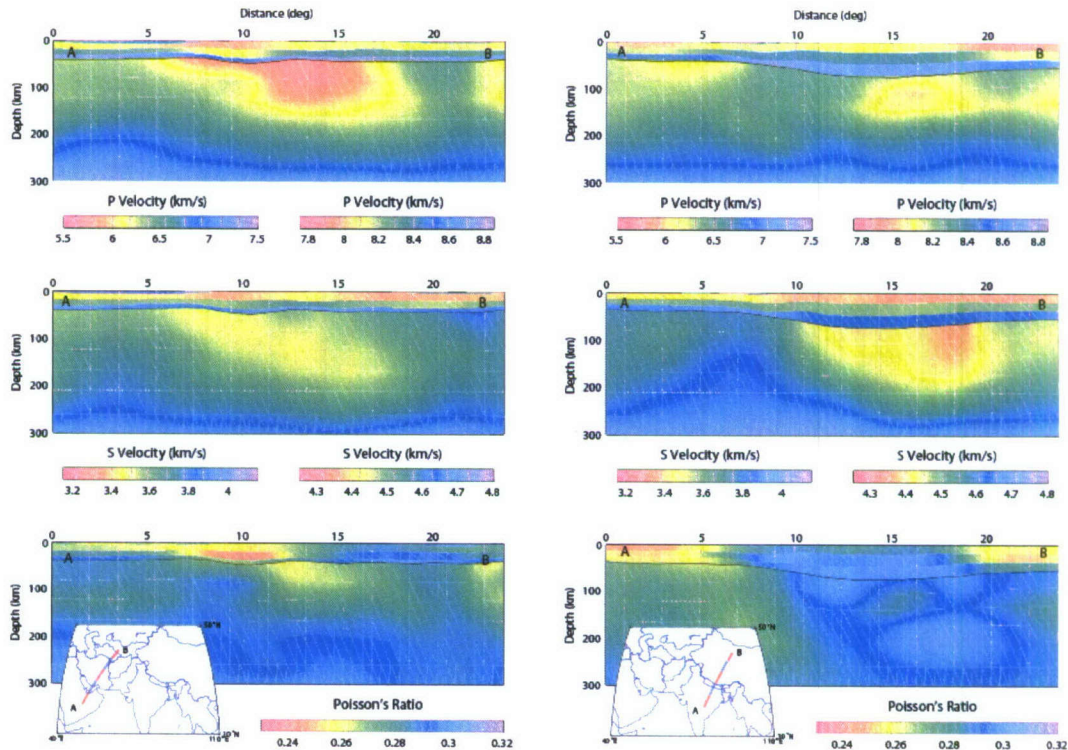 Distance (deg)
0 5 10 15 20
A B
0
100
200
300
Depth (km)
P Velocity (km/s) P Velocity (km/s)
5.5 6 6.5 7 7.5 7.8 8 8.2 8.4 8.6 8.8
0 5 10 15 20
A B
0
100
200
300
Depth (km)
S Velocity (km/s) S Velocity (km/s)
3.2 3.4 3.6 3.8 4 4.3 4.4 4.5 4.6 4.7 4.8
0 5 10 15 20
A B
0
100
200
300
Depth (km)
50°N
B
A
Poisson's Ratio
0.24 0.26 0.28 0.3 0.32
Distance (deg)
0 5 10 15 20
A B
0
100
200
300
Depth (km)
P Velocity (km/s) P Velocity (km/s)
5.5 6 6.5 7 7.5 7.8 8 8.2 8.4 8.6 8.8
0 5 10 15 20
A B
0
100
200
300
Depth (km)
S Velocity (km/s) S Velocity (km/s)
3.2 3.4 3.6 3.8 4 4.3 4.4 4.5 4.6 4.7 4.8
0 5 10 15 20
A B
0
100
200
300
Depth (km)
50°N
B
A
Poisson's Ratio
0.24 0.26 0.28 0.3 0.32